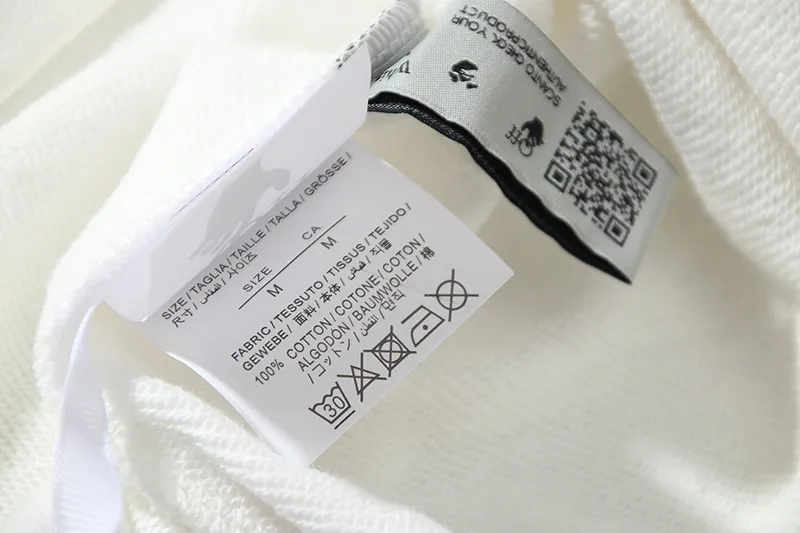 SCAN TO CHECK YOUR
AUTHENTIC PRODUCT
Off
SIZE / TAGLIA / TAILLE / TALLA / GRÖSSE /
尺寸 / المقاس / 사이즈
SIZE CA
M M
FABRIC / TESSUTO / TISSUS / TEJIDO /
GEWEBE / 面料 / 本体 / قماش / 직물
100% COTTON / COTONE / COTON /
ALGODÓN / BAUMWOLLE / 棉
/ コットン / القطن / 면직
30